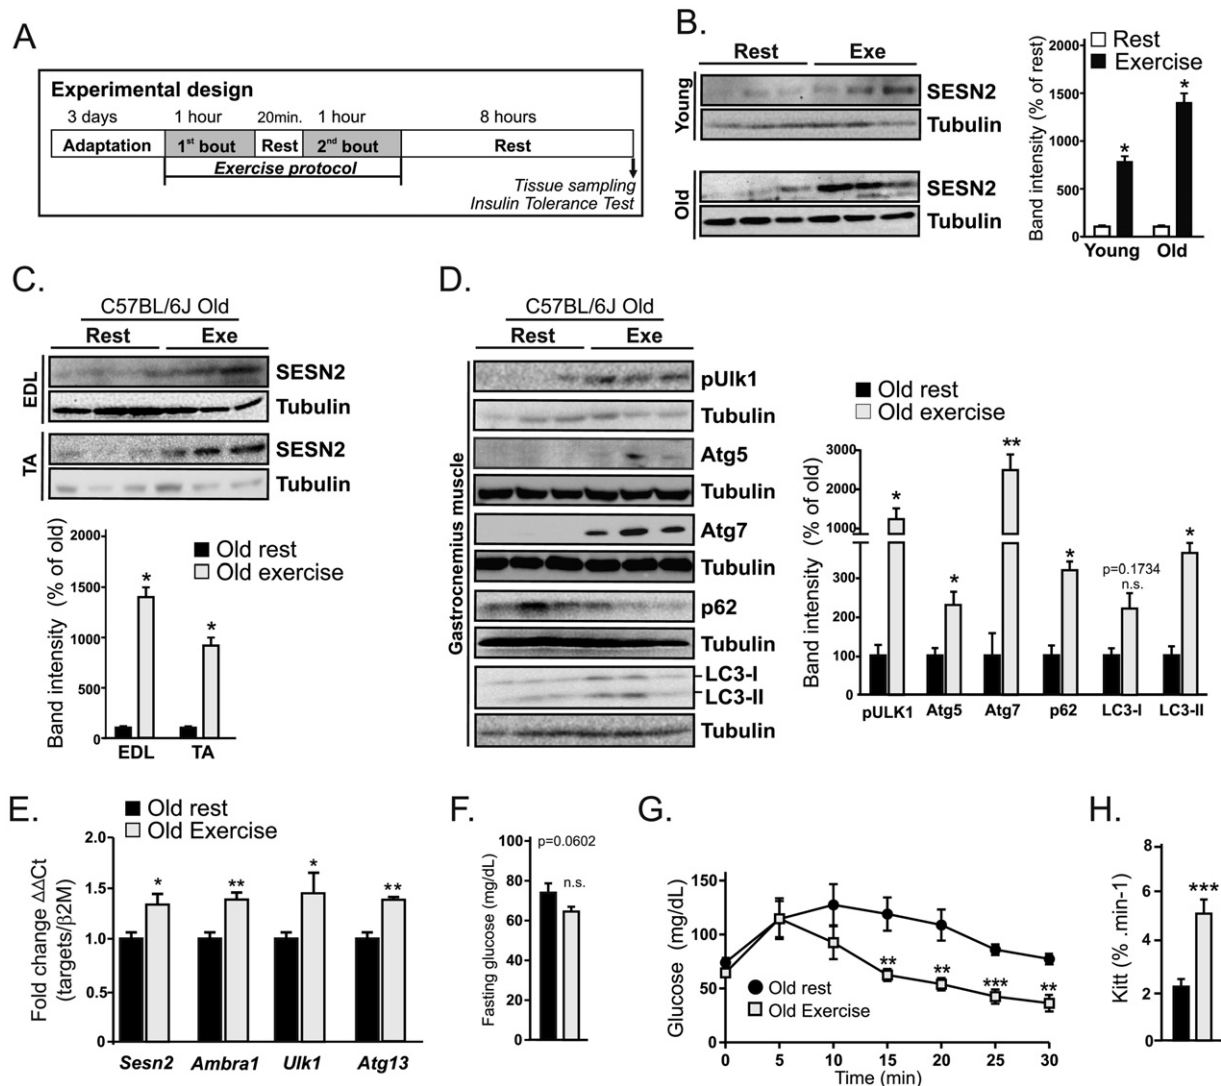 A
Experimental design
3 days 1 hour 20min. 1 hour 8 hours
Adaptation 1st bout Rest 2nd bout Rest
Exercise protocol
Tissue sampling
Insulin Tolerance Test
B.
Rest Exe
Young
SESN2
Tubulin
Old
SESN2
Tubulin
Rest
Exercise
Band intensity (% of rest)
2000
1500
1000
500
0
* *
Young Old
C.
C57BL/6J Old
Rest Exe
EDL
SESN2
Tubulin
TA
SESN2
Tubulin
Old rest
Old exercise
Band intensity (% of old)
2000
1500
1000
500
0
* *
EDL TA
D.
C57BL/6J Old
Rest Exe
Gastrocnemius muscle
pUlk1
Tubulin
Atg5
Tubulin
Atg7
Tubulin
p62
Tubulin
LC3-I
LC3-II
Tubulin
Old rest
Old exercise
Band intensity (% of old)
3000
2000
1000
300
200
100
0
* * ** * p=0.1734 n.s. *
pULK1 Atg5 Atg7 p62 LC3-I LC3-II
E.
Old rest
Old Exercise
Fold change ΔΔCt
(targets/β2M)
2.0
1.5
1.0
0.5
0
* ** * **
Sesn2 Ambra1 Ulk1 Atg13
F.
Fasting glucose (mg/dL)
100
80
60
40
20
0
p=0.0602
n.s.
G.
Glucose (mg/dL)
150
100
50
0
** ** *** **
Old rest
Old Exercise
0 5 10 15 20 25 30
Time (min)
H.
Kitt (% .min-1)
8
6
4
2
0
***